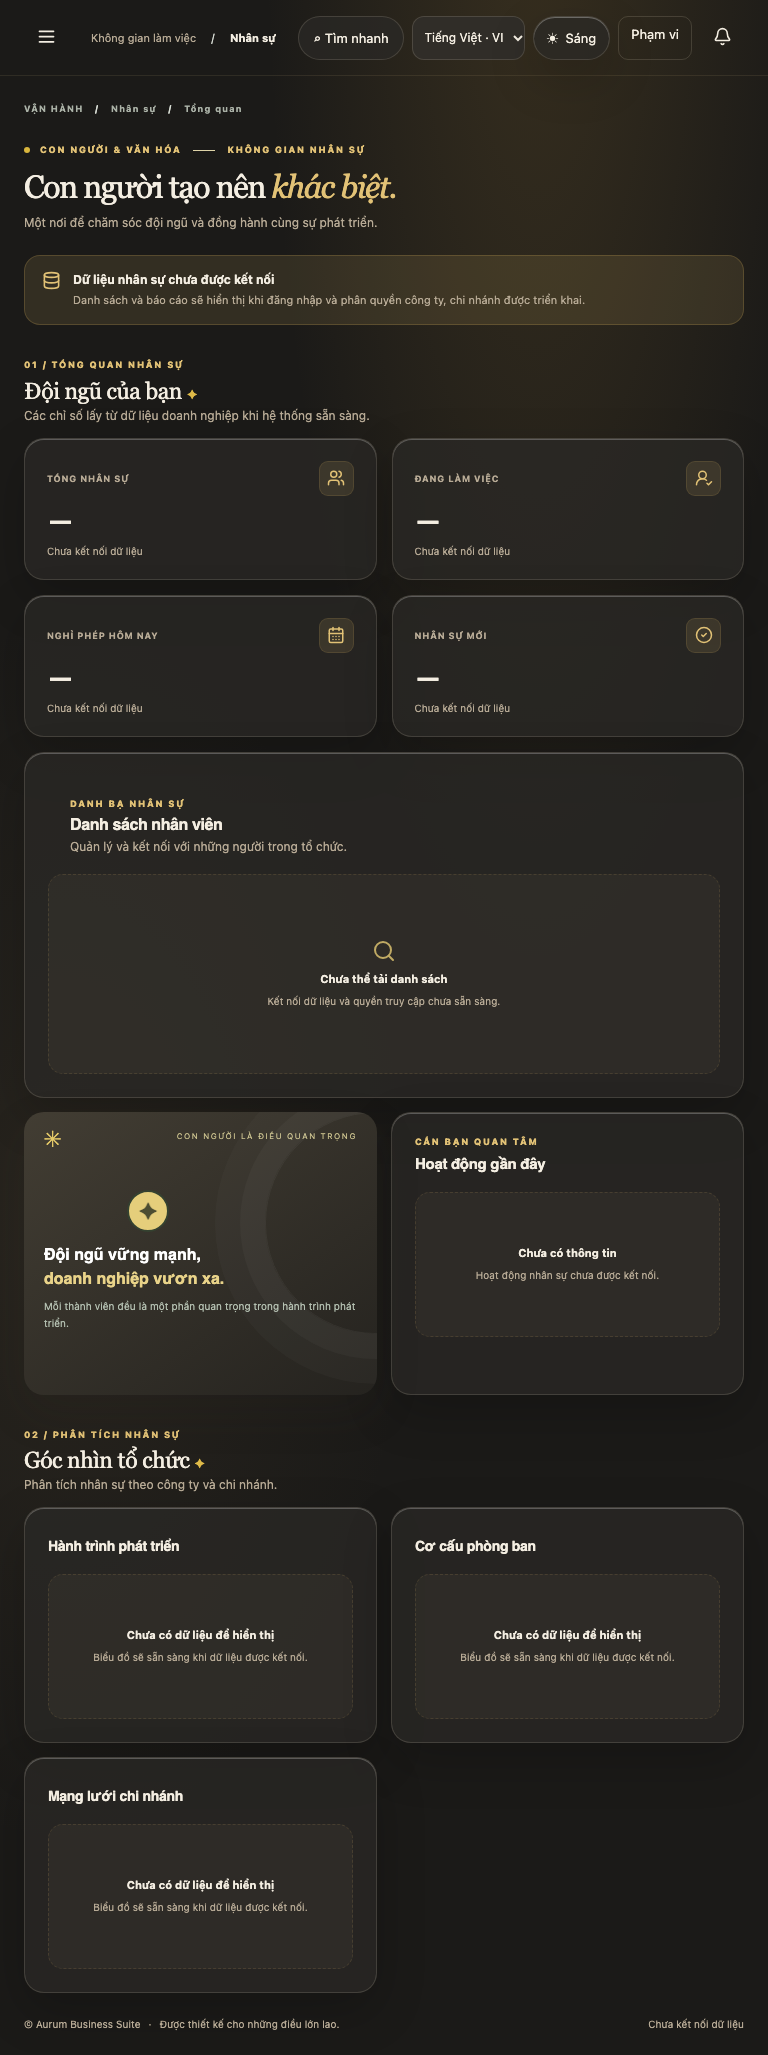 Không gian làm việc / Nhân sự
Tìm nhanh
Tiếng Việt · VI
Sáng
Phạm vi
VẬN HÀNH / Nhân sự / Tổng quan
CON NGƯỜI & VĂN HÓA — KHÔNG GIAN NHÂN SỰ
Con người tạo nên khác biệt.
Một nơi để chăm sóc đội ngũ và đồng hành cùng sự phát triển.
Dữ liệu nhân sự chưa được kết nối
Danh sách và báo cáo sẽ hiển thị khi đăng nhập và phân quyền công ty, chi nhánh được triển khai.
01 / TỔNG QUAN NHÂN SỰ
Đội ngũ của bạn
Các chỉ số lấy từ dữ liệu doanh nghiệp khi hệ thống sẵn sàng.
TỔNG NHÂN SỰ
—
Chưa kết nối dữ liệu
ĐANG LÀM VIỆC
—
Chưa kết nối dữ liệu
NGHỈ PHÉP HÔM NAY
—
Chưa kết nối dữ liệu
NHÂN SỰ MỚI
—
Chưa kết nối dữ liệu
DANH BẠ NHÂN SỰ
Danh sách nhân viên
Quản lý và kết nối với những người trong tổ chức.
Chưa thể tải danh sách
Kết nối dữ liệu và quyền truy cập chưa sẵn sàng.
CON NGƯỜI LÀ ĐIỀU QUAN TRỌNG
Đội ngũ vững mạnh,
doanh nghiệp vươn xa.
Mỗi thành viên đều là một phần quan trọng trong hành trình phát
triển.
CẦN BẠN QUAN TÂM
Hoạt động gần đây
Chưa có thông tin
Hoạt động nhân sự chưa được kết nối.
02 / PHÂN TÍCH NHÂN SỰ
Góc nhìn tổ chức
Phân tích nhân sự theo công ty và chi nhánh.
Hành trình phát triển
Chưa có dữ liệu để hiển thị
Biểu đồ sẽ sẵn sàng khi dữ liệu được kết nối.
Cơ cấu phòng ban
Chưa có dữ liệu để hiển thị
Biểu đồ sẽ sẵn sàng khi dữ liệu được kết nối.
Mạng lưới chi nhánh
Chưa có dữ liệu để hiển thị
Biểu đồ sẽ sẵn sàng khi dữ liệu được kết nối.
© Aurum Business Suite · Được thiết kế cho những điều lớn lao.
Chưa kết nối dữ liệu